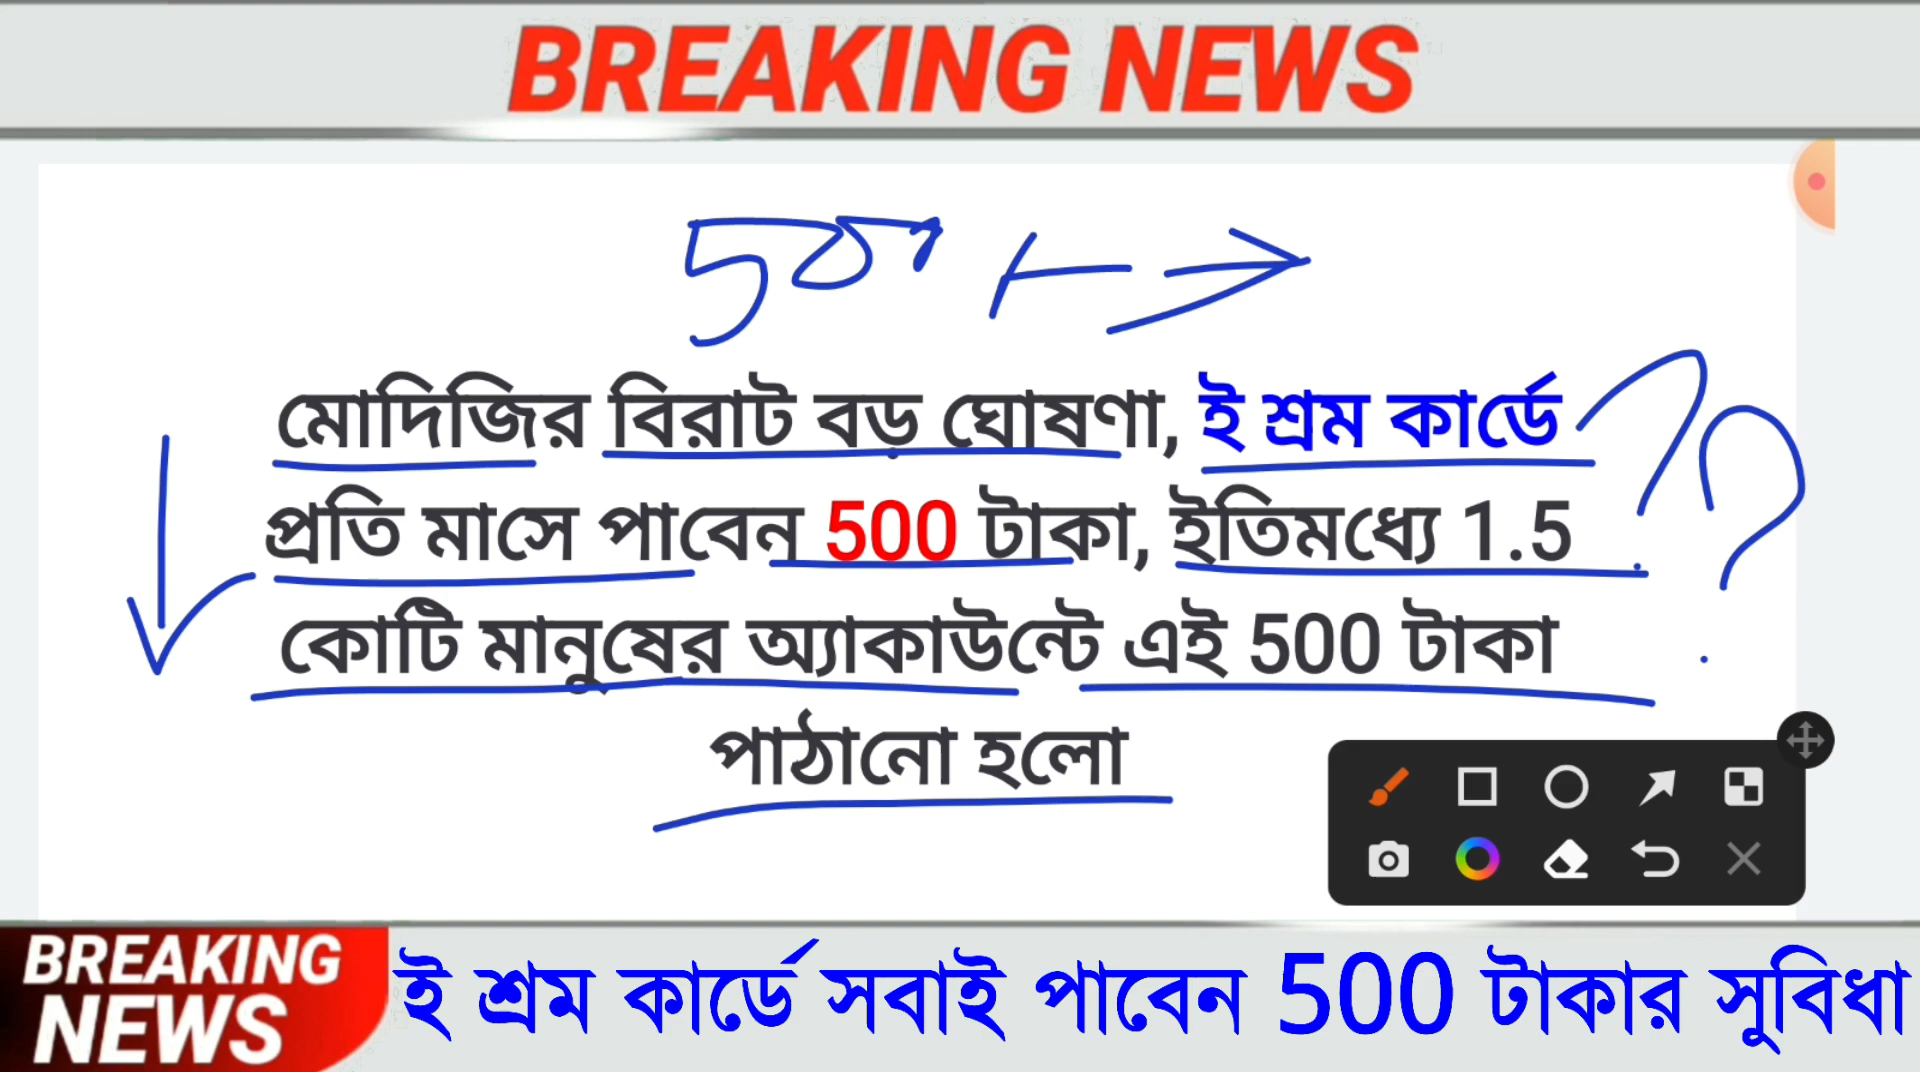 BREAKING NEWS
500
মোদিজির বিরাট বড় ঘোষণা, ই শ্রম কার্ডে
প্রতি মাসে পাবেন 500 টাকা, ইতিমধ্যে 1.5
কোটি মানুষের অ্যাকাউন্টে এই 500 টাকা
পাঠানো হলো
BREAKING
NEWS
ই শ্রম কার্ডে সবাই পাবেন 500 টাকার সুবিধা